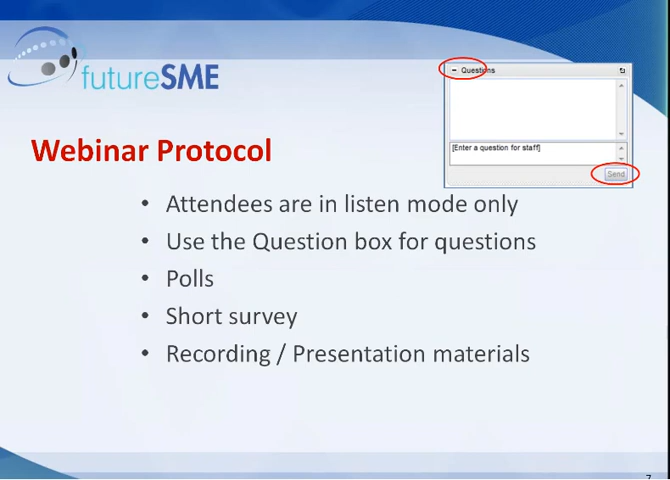 futureSME
Questions
[Enter a question for staff]
Send
Webinar Protocol
• Attendees are in listen mode only
• Use the Question box for questions
• Polls
• Short survey
• Recording / Presentation materials
7